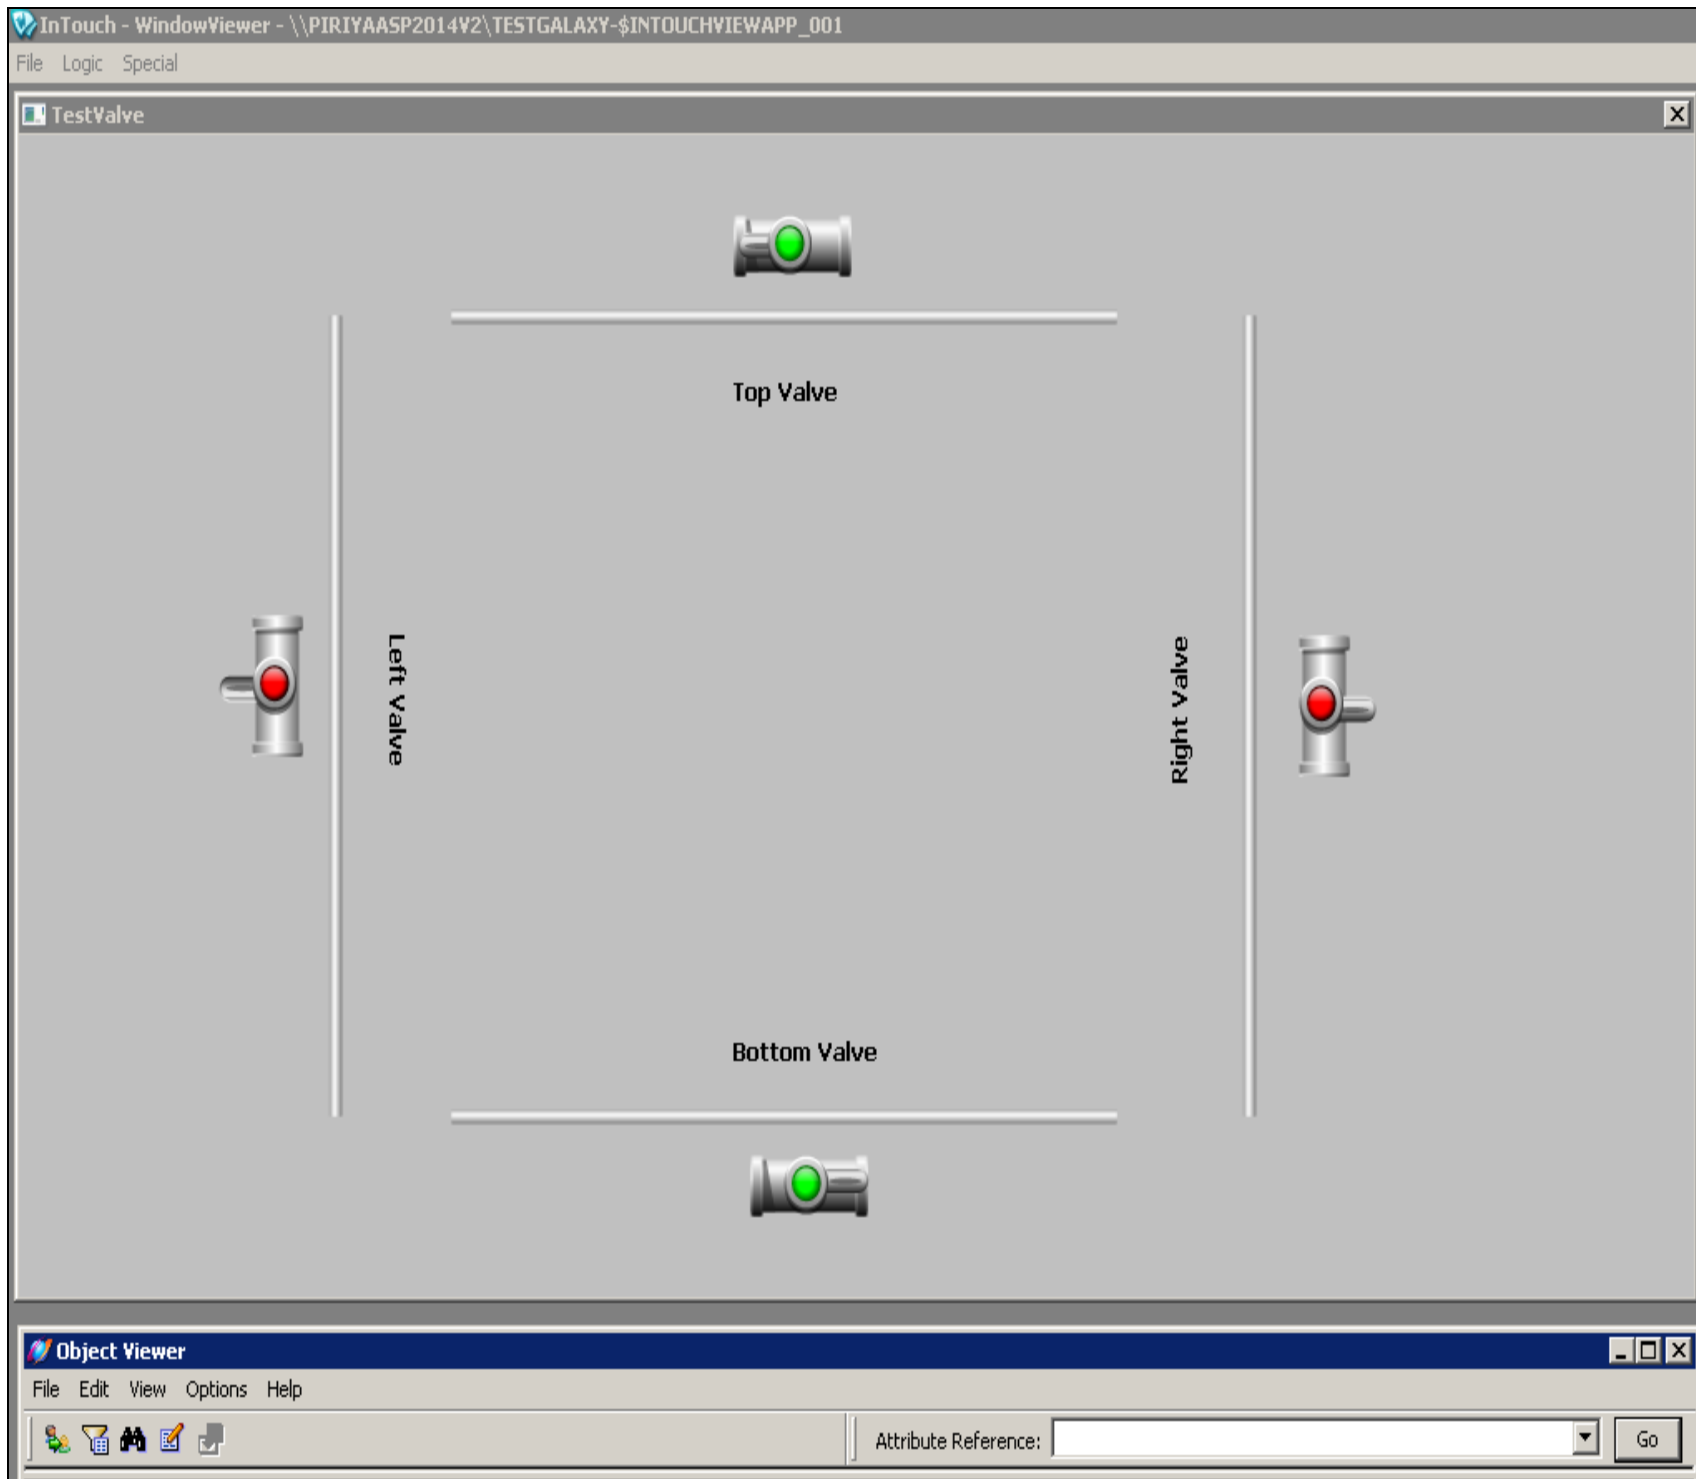 InTouch - WindowViewer - \\PIRIYAASP2014V2\TESTGALAXY-$INTOUCHVIEWAPP_001
File Logic Special
TestValve
Top Valve
Left Valve
Right Valve
Bottom Valve
Object Viewer
File Edit View Options Help
Attribute Reference: Go